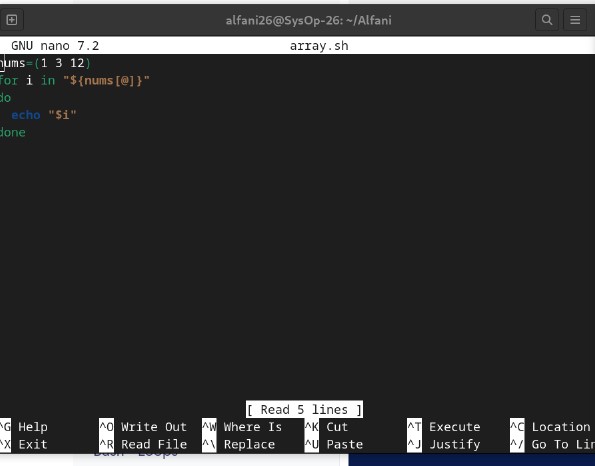 alfani26@SysOp-26: ~/Alfani
GNU nano 7.2 array.sh
nums=(1 3 12)
for i in "${nums[@]}"
do
echo "$i"
done
[ Read 5 lines ]
^G Help ^O Write Out ^W Where Is ^K Cut ^T Execute ^C Location
^X Exit ^R Read File ^\ Replace ^U Paste ^J Justify ^/ Go To Lin